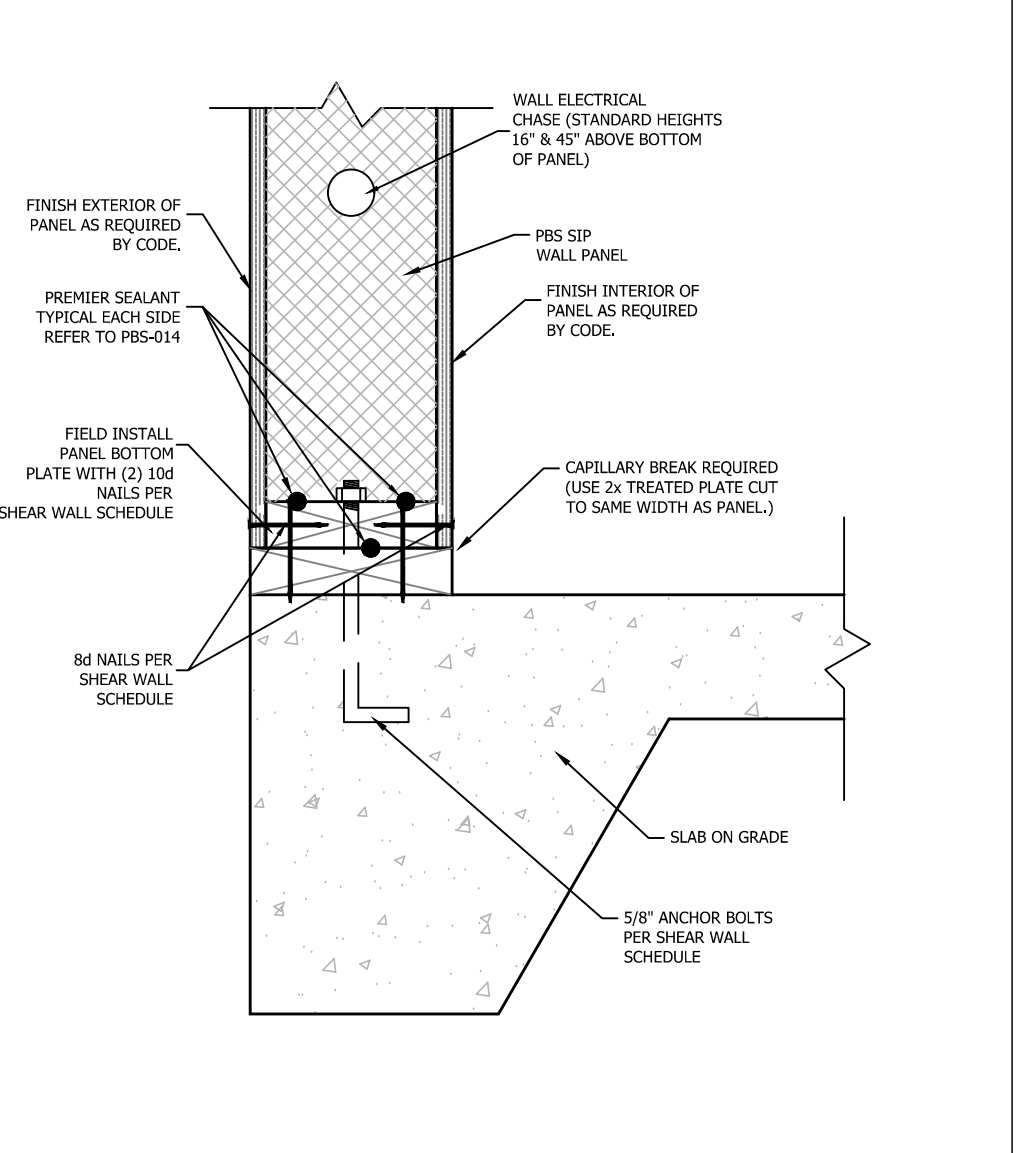 WALL ELECTRICAL
CHASE (STANDARD HEIGHTS
16" & 45" ABOVE BOTTOM
OF PANEL)
FINISH EXTERIOR OF
PANEL AS REQUIRED
BY CODE.
PBS SIP
WALL PANEL
PREMIER SEALANT
TYPICAL EACH SIDE
REFER TO PBS-014
FINISH INTERIOR OF
PANEL AS REQUIRED
BY CODE.
FIELD INSTALL
PANEL BOTTOM
PLATE WITH (2) 10d
NAILS PER
SHEAR WALL SCHEDULE
CAPILLARY BREAK REQUIRED
(USE 2x TREATED PLATE CUT
TO SAME WIDTH AS PANEL.)
8d NAILS PER
SHEAR WALL
SCHEDULE
SLAB ON GRADE
5/8" ANCHOR BOLTS
PER SHEAR WALL
SCHEDULE